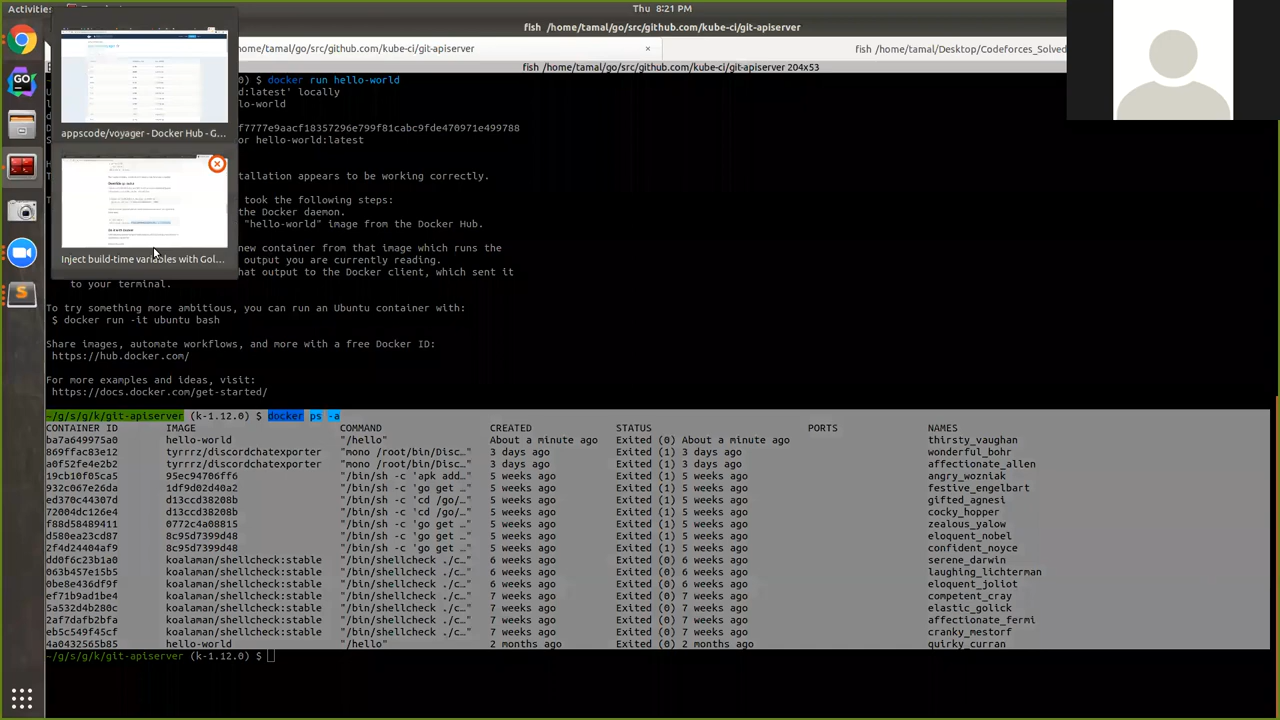 Activities
Thu 8:21 PM
fish /home/tamal/go/src/github.com/kube-ci/git-apiserver
home/tamal/go/src/github.com/kube-ci/git-apiserver ×
fish /home/tamal/Desktop/CodeForces_Solved
fish /home/tamal/go/src/github.com/kube-ci/git-apiserver 204x53
appscode/voyager - Docker Hub - G…
Inject build-time variables with Gol…
) $ docker run hello-world
d:latest' locally
lo-world
f7777e9aacf18357296e799f81cabc9fde470971e499788
or hello-world:latest
tallation appears to be working correctly.
took the following steps:
the Docker daemon.
"hello-world" image from the Docker Hub.
new container from that image which runs the
output you are currently reading.
hat output to the Docker client, which sent it
to your terminal.
To try something more ambitious, you can run an Ubuntu container with:
$ docker run -it ubuntu bash
Share images, automate workflows, and more with a free Docker ID:
https://hub.docker.com/
For more examples and ideas, visit:
https://docs.docker.com/get-started/
~/g/s/g/k/git-apiserver (k-1.12.0) $ docker ps -a
CONTAINER ID IMAGE COMMAND CREATED STATUS PORTS NAMES
ba7a649975a0 hello-world "/hello" About a minute ago Exited (0) About a minute ago thirsty_vaughan
869ffac83e12 tyrrrz/discordchatexporter "mono /root/bin/Disc…" 3 days ago Exited (1) 3 days ago wonderful_bohr
a0f52fe4e2b2 tyrrrz/discordchatexporter "mono /root/bin/Disc…" 3 days ago Exited (1) 3 days ago affectionate_allen
19cb10f05ca5 95ec94706ff6 "/bin/sh -c 'apk add…" 5 weeks ago Exited (1) 5 weeks ago angry_wozniak
932c067e26da 1df9d02d40a2 "/bin/sh -c 'go get …" 5 weeks ago Exited (1) 5 weeks ago festive_engelbart
ed370c44307d d13ccd38208b "/bin/sh -c 'cd /go/…" 5 weeks ago Exited (1) 5 weeks ago gifted_agnesi
72004dc126e4 d13ccd38208b "/bin/sh -c 'cd /go/…" 5 weeks ago Exited (1) 5 weeks ago cocky_hopper
f88d58489411 0772c4a08815 "/bin/sh -c 'go get …" 5 weeks ago Exited (1) 5 weeks ago zealous_yalow
d580ea23cd87 8c95d7399d48 "/bin/sh -c 'go get …" 5 weeks ago Exited (1) 5 weeks ago eloquent_nobel
2f4d24404af9 8c95d7399d48 "/bin/sh -c 'go get …" 5 weeks ago Exited (1) 5 weeks ago confident_noyce
dd0f6c23b1a0 koalaman/shellcheck:stable "/bin/shellcheck ./c…" 6 weeks ago Exited (0) 6 weeks ago serene_darwin
063b457e15b5 koalaman/shellcheck:stable "/bin/shellcheck ./c…" 6 weeks ago Exited (0) 6 weeks ago laughing_lichterman
0be8e436df9f koalaman/shellcheck:stable "/bin/shellcheck ./c…" 6 weeks ago Exited (0) 6 weeks ago eloquent_joliot
ef71b9ad1be4 koalaman/shellcheck:stable "/bin/shellcheck ./c…" 7 weeks ago Exited (0) 7 weeks ago competent_cray
5a532d4b280c koalaman/shellcheck:stable "/bin/shellcheck ./c…" 7 weeks ago Exited (0) 7 weeks ago elastic_golick
2af7dafb2bfa koalaman/shellcheck:stable "/bin/shellcheck ./c…" 7 weeks ago Exited (0) 7 weeks ago affectionate_fermi
eb5c549f45cf koalaman/shellcheck:stable "/bin/shellcheck ./c…" 7 weeks ago Exited (0) 7 weeks ago cranky_mestorf
4a0432565b85 hello-world "/hello" 2 months ago Exited (0) 2 months ago quirky_curran
~/g/s/g/k/git-apiserver (k-1.12.0) $